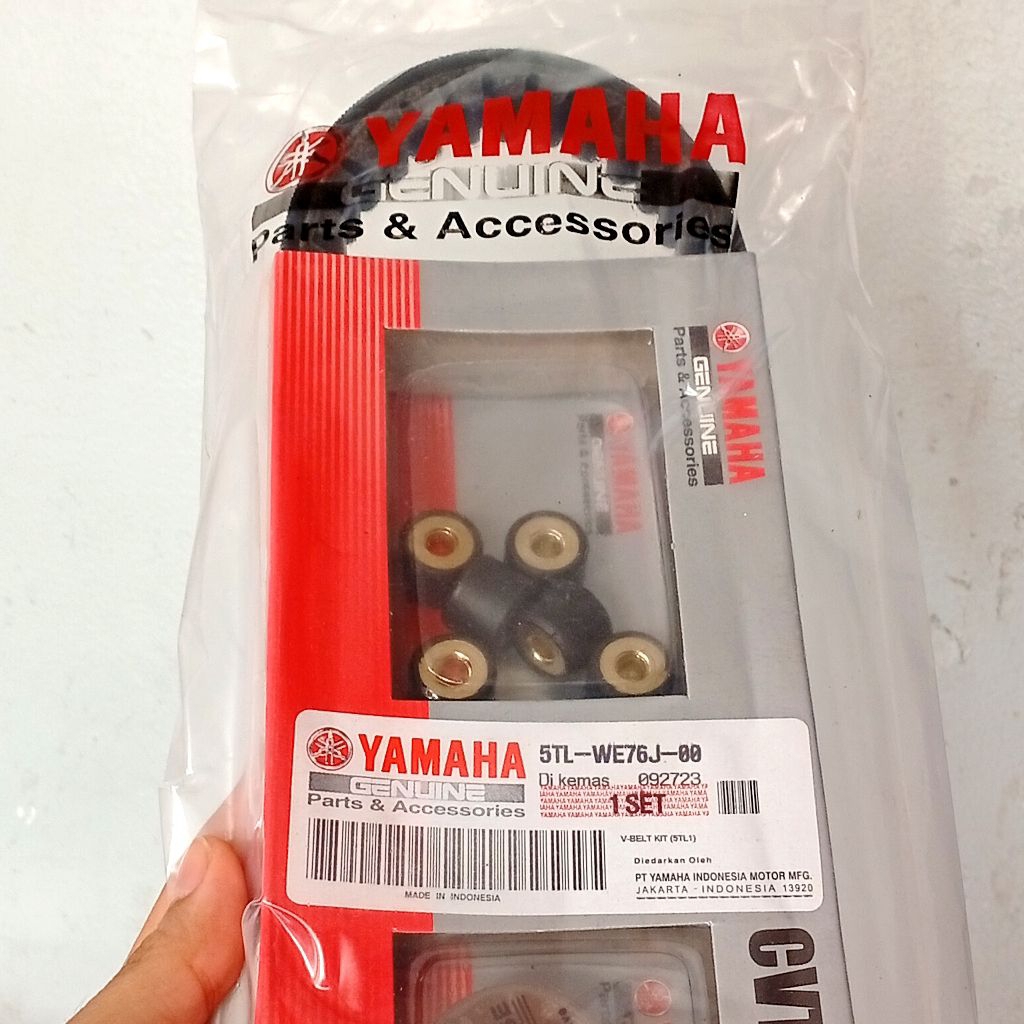 YAMAHA
GENUINE
Parts & Accessories
YAMAHA
GENUINE
Parts & Accessories
YAMAHA
YAMAHA
GENUINE
Parts & Accessories
5TL-WE76J-00
Di kemas 092723
1 SET
V-BELT KIT (5TL1)
Diedarkan Oleh
PT YAMAHA INDONESIA MOTOR MFG.
JAKARTA - INDONESIA 13920
MADE IN INDONESIA
CVT